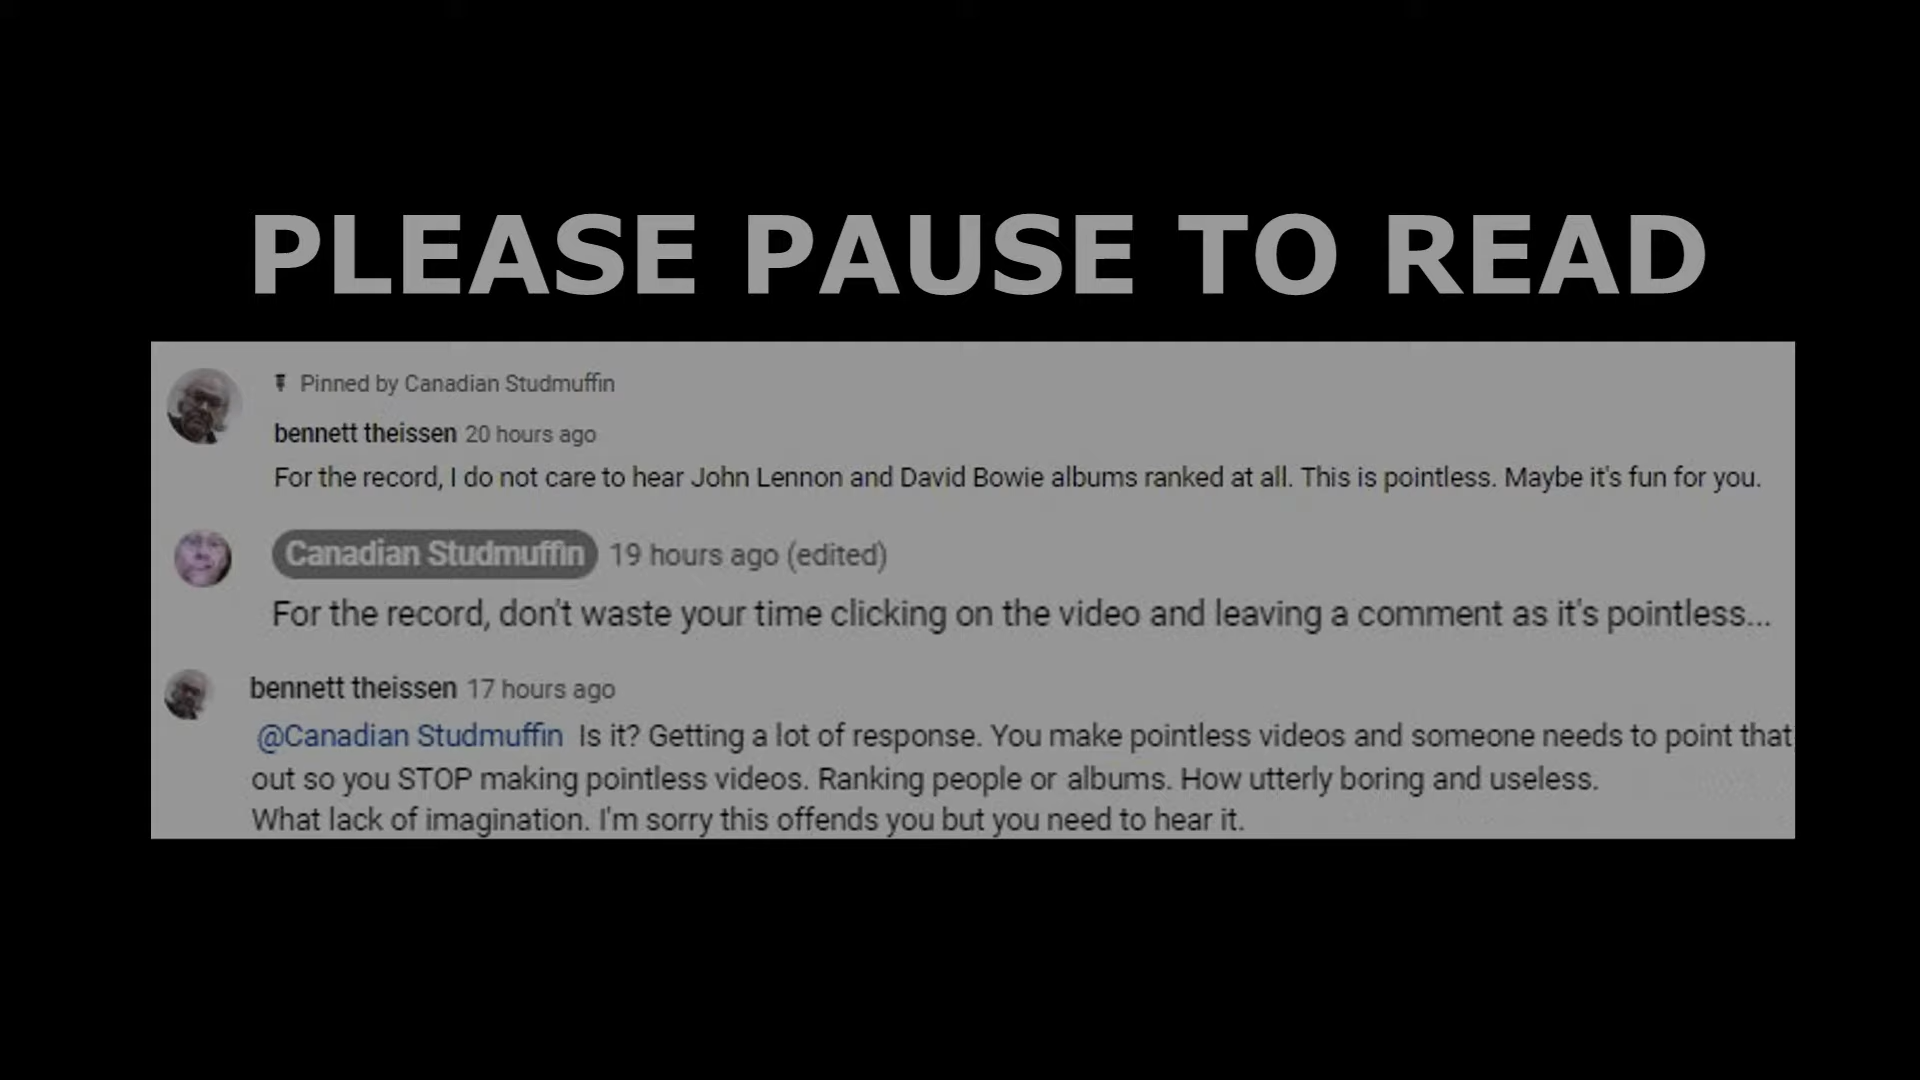 PLEASE PAUSE TO READ
Pinned by Canadian Studmuffin
bennett theissen 20 hours ago
For the record, I do not care to hear John Lennon and David Bowie albums ranked at all. This is pointless. Maybe it's fun for you.
Canadian Studmuffin 19 hours ago (edited)
For the record, don't waste your time clicking on the video and leaving a comment as it's pointless...
bennett theissen 17 hours ago
@Canadian Studmuffin Is it? Getting a lot of response. You make pointless videos and someone needs to point that
out so you STOP making pointless videos. Ranking people or albums. How utterly boring and useless.
What lack of imagination. I'm sorry this offends you but you need to hear it.